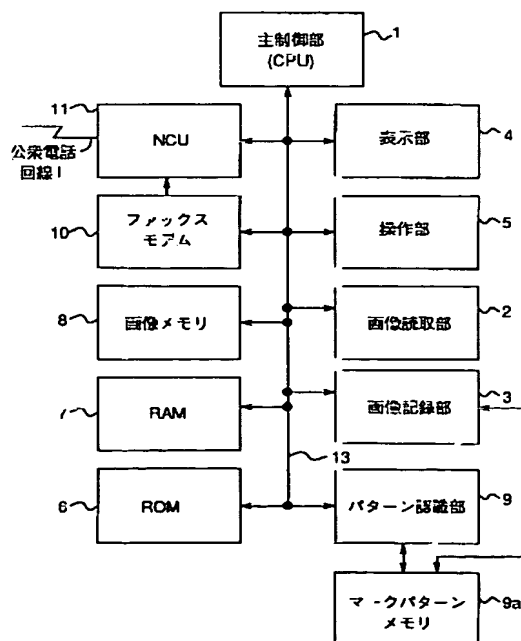 主制御部
(CPU)
1
11
NCU
公衆電話
回線 l
表示部
4
10
ファックス
モデム
操作部
5
8
画像メモリ
画像読取部
2
7
RAM
画像記録部
3
13
6
ROM
パターン認識部
9
マークパターン
メモリ
9a